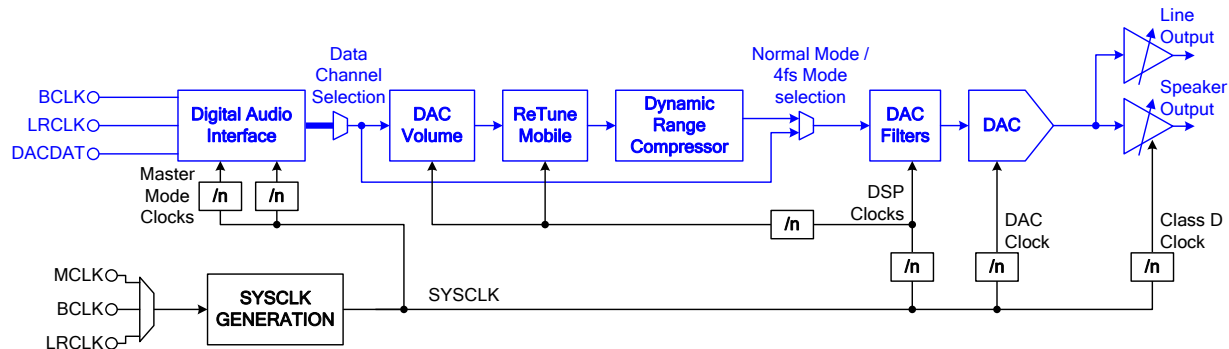 Line
Output
Normal Mode /
4fs Mode
selection
Data
Channel
Selection
BCLK
LRCLK
DACDAT
Digital Audio
Interface
DAC
Volume
ReTune
Mobile
Dynamic
Range
Compressor
DAC
Filters
DAC
Speaker
Output
Master
Mode
Clocks
/n
/n
/n
DSP
Clocks
DAC
Clock
Class D
Clock
/n
/n
/n
MCLK
BCLK
LRCLK
SYSCLK
GENERATION
SYSCLK